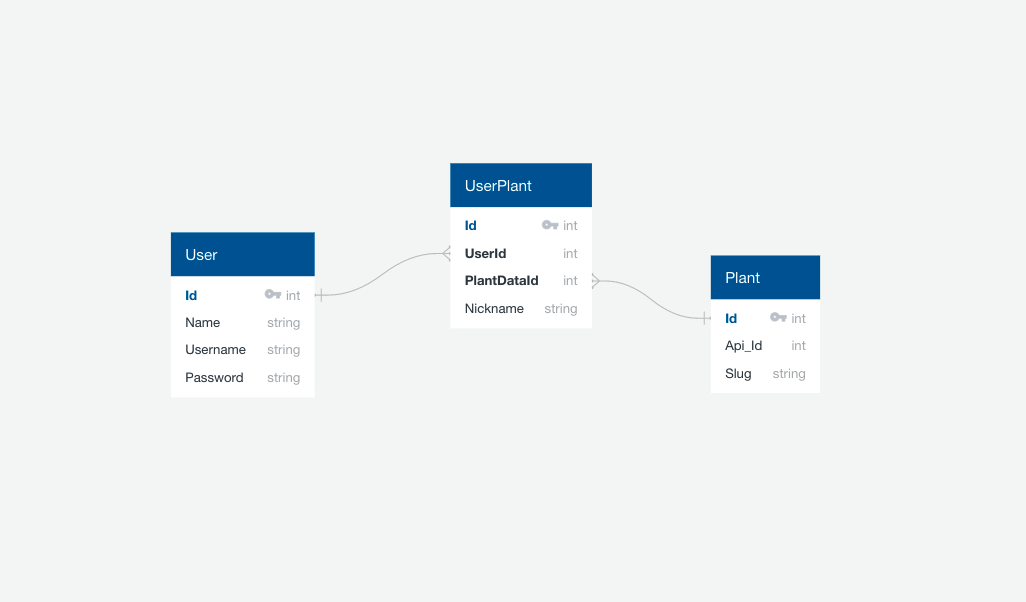 User
Id int
Name string
Username string
Password string
UserPlant
Id int
UserId int
PlantDataId int
Nickname string
Plant
Id int
Api_Id int
Slug string